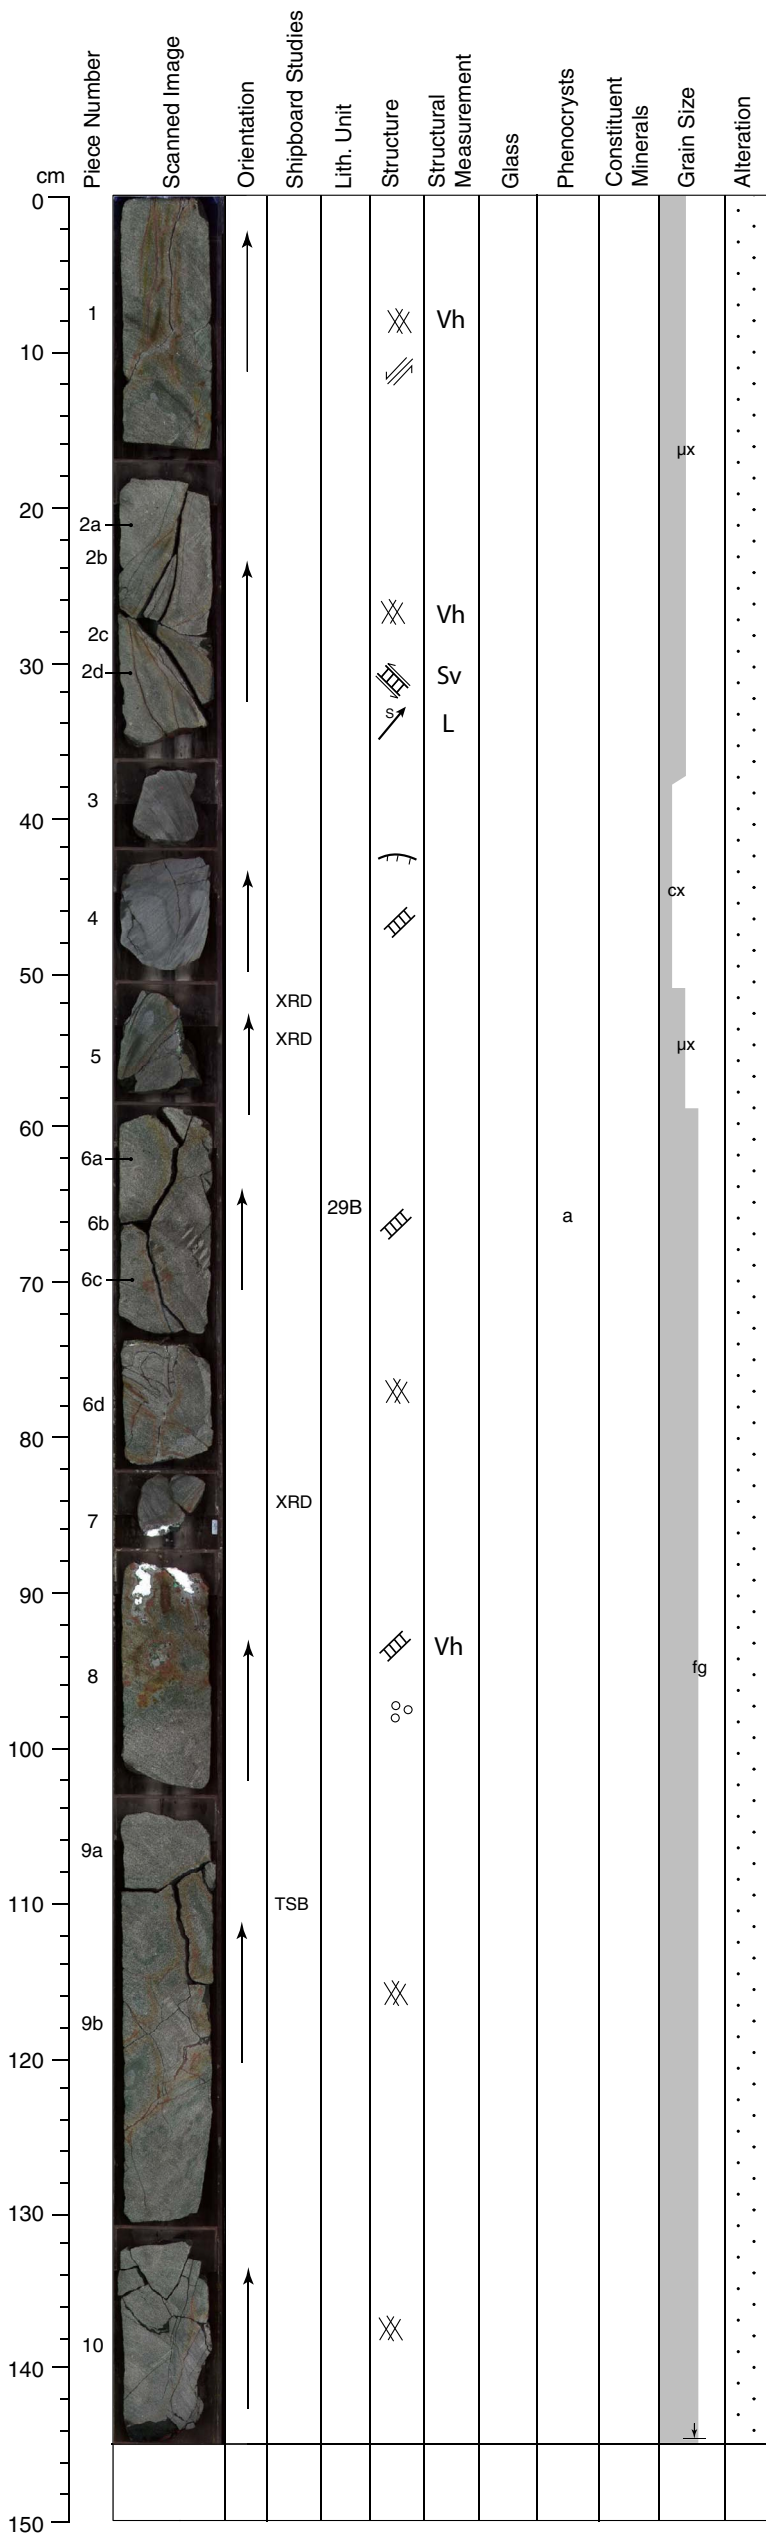 cm
Piece Number
Scanned Image
Orientation
Shipboard Studies
Lith. Unit
Structure
Structural
Measurement
Glass
Phenocrysts
Constituent
Minerals
Grain Size
Alteration
0
1
Vh
10
µx
20
2a
2b
Vh
2c
30
2d
Sv
S
L
3
40
cx
4
50
XRD
XRD
µx
5
60
6a
29B
a
6b
70
6c
6d
80
XRD
7
90
Vh
fg
8
100
9a
110
TSB
9b
120
130
10
140
150